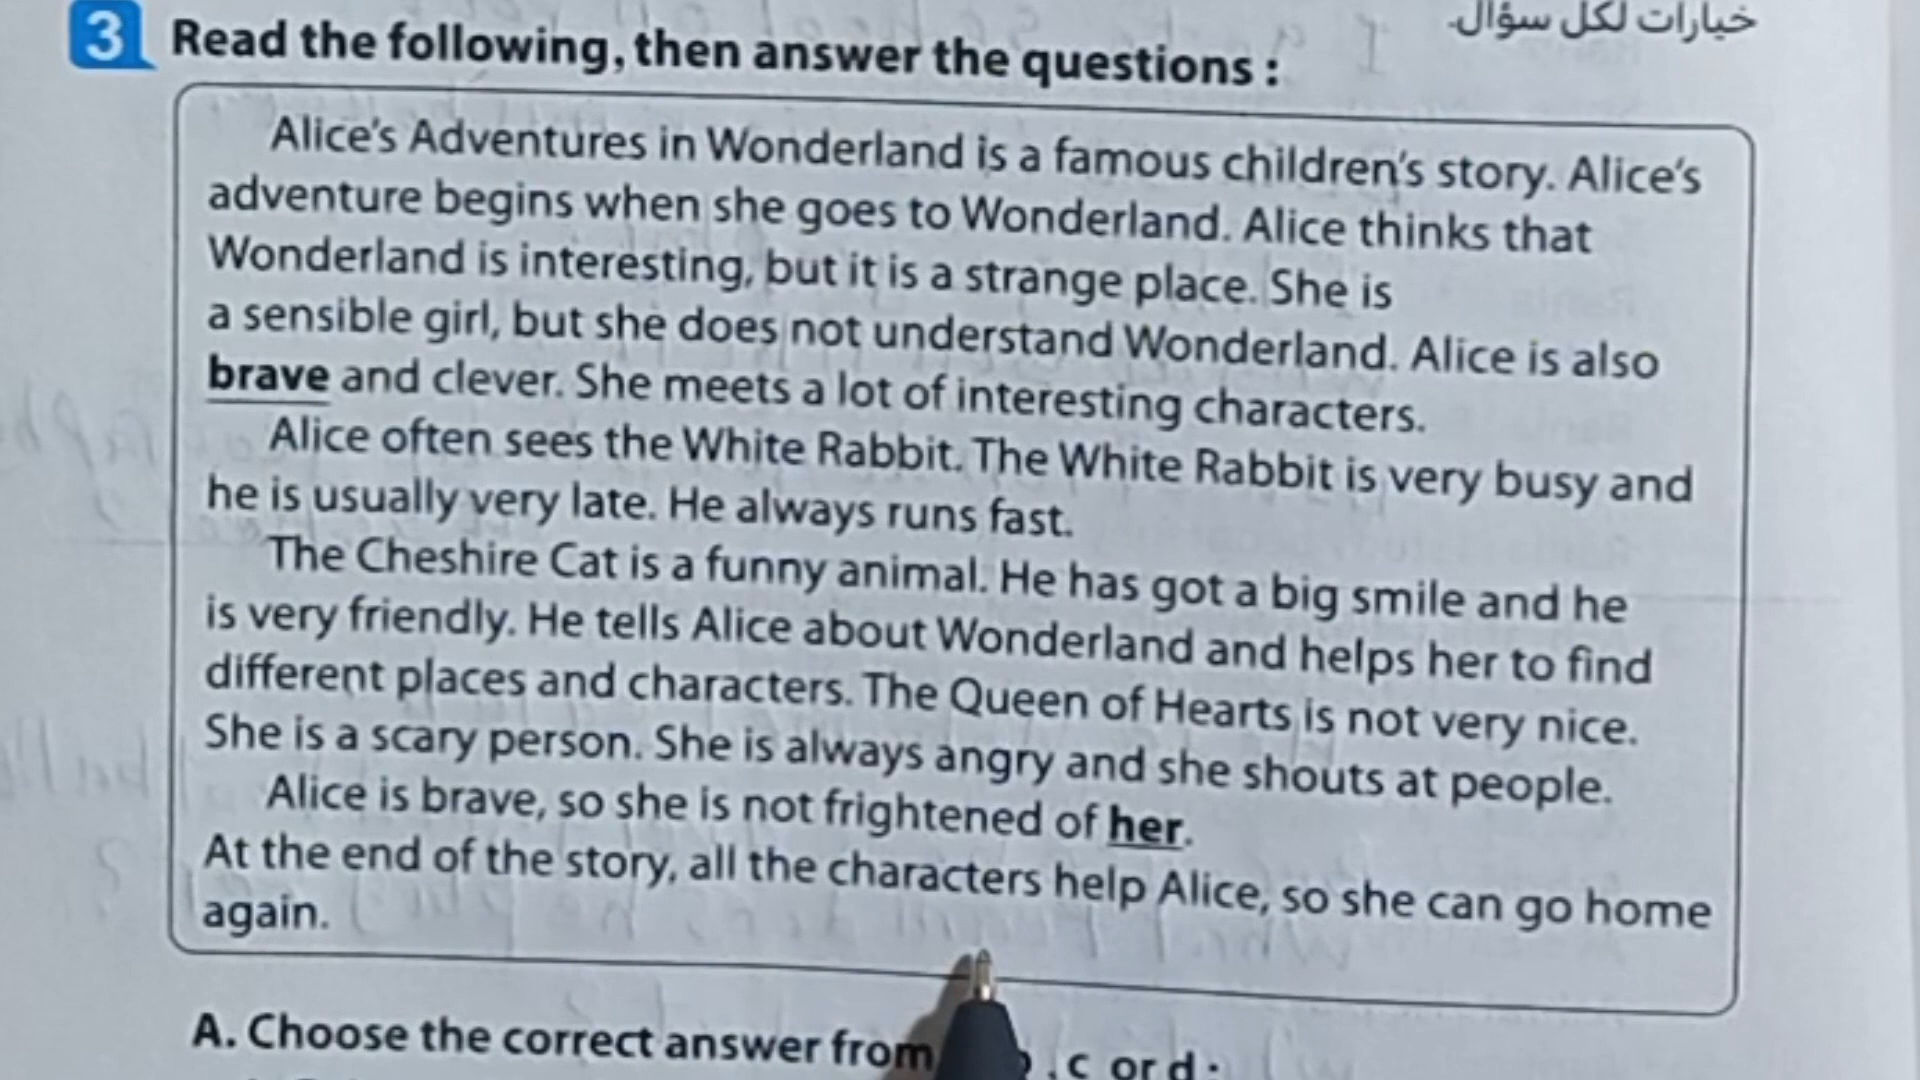 خيارات لكل سؤال.
3 Read the following, then answer the questions :
Alice's Adventures in Wonderland is a famous children's story. Alice's
adventure begins when she goes to Wonderland. Alice thinks that
Wonderland is interesting, but it is a strange place. She is
a sensible girl, but she does not understand Wonderland. Alice is also
brave and clever. She meets a lot of interesting characters.
Alice often sees the White Rabbit. The White Rabbit is very busy and
he is usually very late. He always runs fast.
The Cheshire Cat is a funny animal. He has got a big smile and he
is very friendly. He tells Alice about Wonderland and helps her to find
different places and characters. The Queen of Hearts is not very nice.
She is a scary person. She is always angry and she shouts at people.
Alice is brave, so she is not frightened of her.
At the end of the story, all the characters help Alice, so she can go home
again.
A. Choose the correct answer from , c or d :